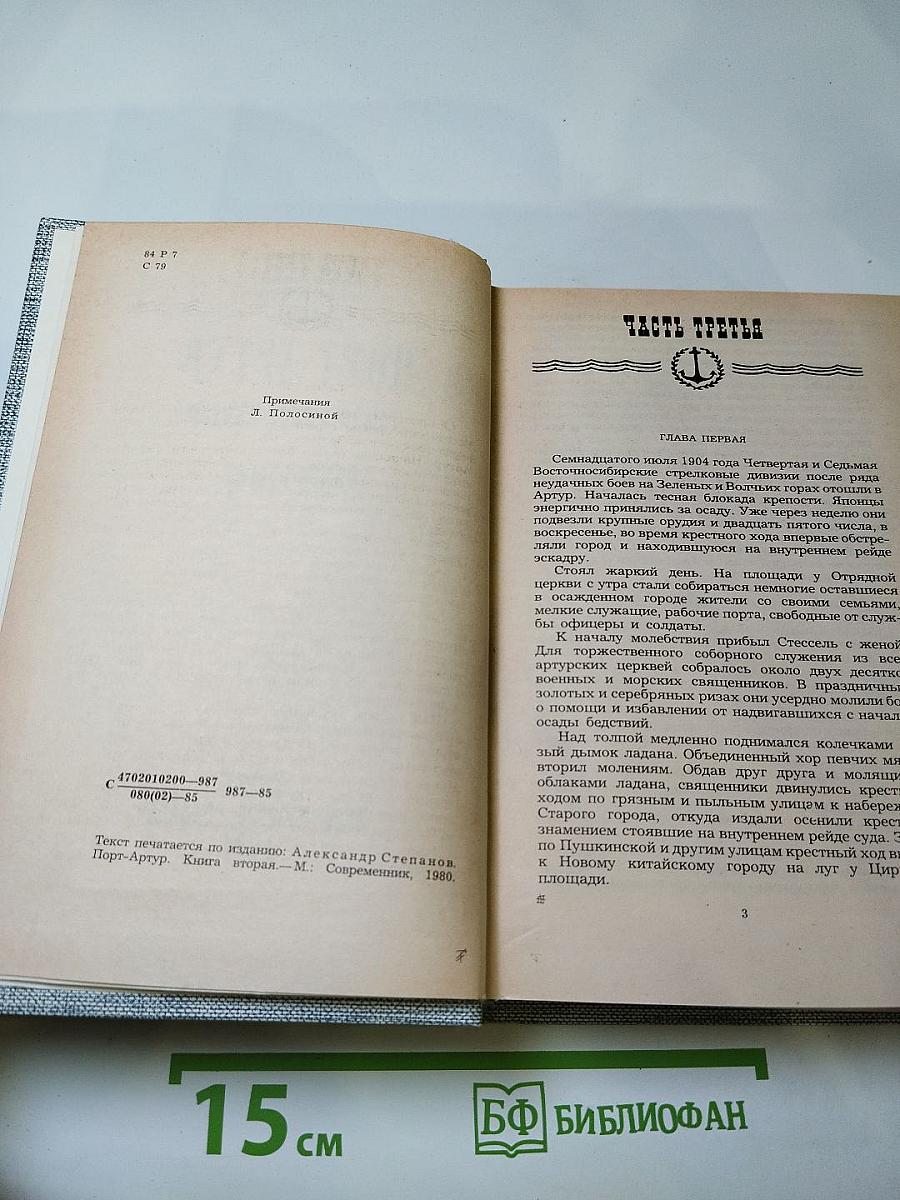 84 Р 7
С 79
Примечания
Л. Полосиной
С 4702010200—987
080(02)—85
987—85
Текст печатается по изданию: Александр Степанов.
Порт-Артур. Книга вторая.— М.: Современник, 1980.
ЧАСТЬ ТРЕТЬЯ
ГЛАВА ПЕРВАЯ
Семнадцатого июля 1904 года Четвертая и Седьмая
Восточносибирские стрелковые дивизии после ряда
неудачных боев на Зеленых и Волчьих горах отошли в
Артур. Началась тесная блокада крепости. Японцы
энергично принялись за осаду. Уже через неделю они
подвезли крупные орудия и двадцать пятого числа, в
воскресенье, во время крестного хода впервые обстре-
ляли город и находившуюся на внутреннем рейде
эскадру.
Стоял жаркий день. На площади у Отрядной
церкви с утра стали собираться немногие оставшиеся
в осажденном городе жители со своими семьями,
мелкие служащие, рабочие порта, свободные от служ-
бы офицеры и солдаты.
К началу молебствия прибыл Стессель с женой
Для торжественного соборного служения из все
артурских церквей собралось около двух десятко
военных и морских священников. В праздничны
золотых и серебряных ризах они усердно молили бо
о помощи и избавлении от надвигавшихся с начал
осады бедствий.
Над толпой медленно поднимался колечками
зый дымок ладана. Объединенный хор певчих мя
вторил молениям. Обдав друг друга и молящи
облаками ладана, священники двинулись крест
ходом по грязным и пыльным улицам к набереж
Старого города, откуда издали осенили крест
знамением стоявшие на внутреннем рейде суда. З
по Пушкинской и другим улицам крестный ход в
к Новому китайскому городу на луг у Цир
площади.
3
15 см
БФ БИБЛИОФАН